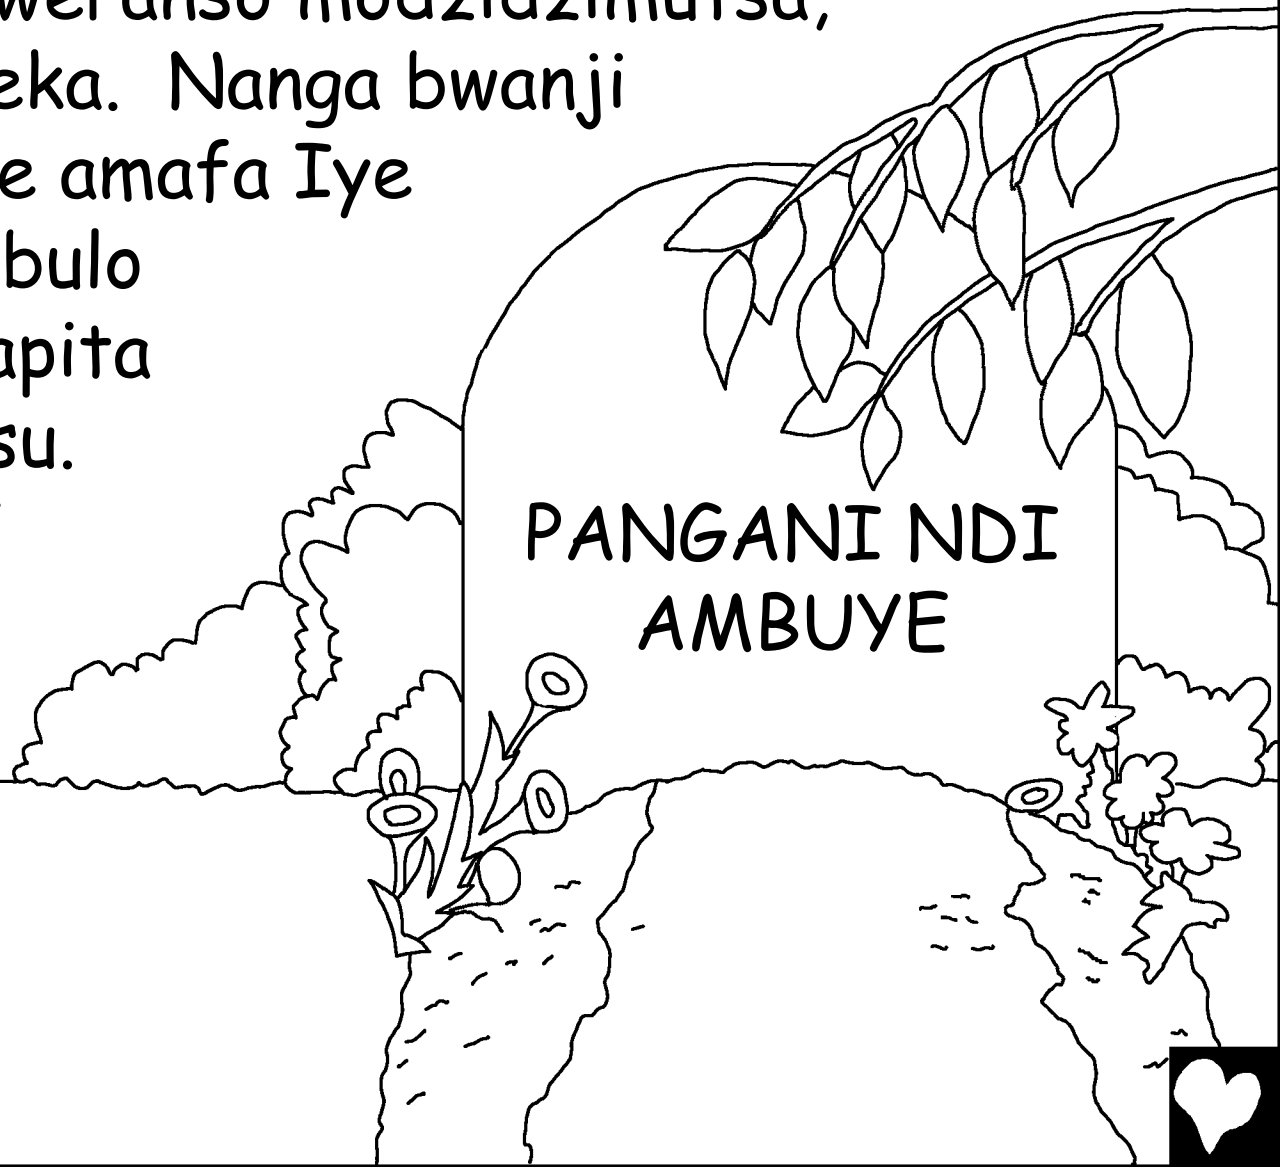 eka. Nanga bwanji
e amafa Iye
bulo
apita
su.
PANGANI NDI
AMBUYE